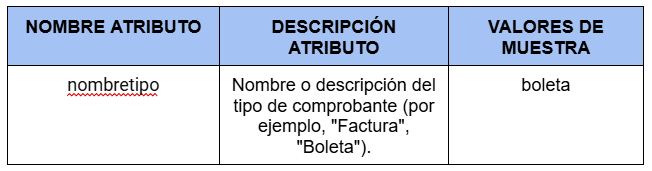 NOMBRE ATRIBUTO
DESCRIPCIÓN
ATRIBUTO
VALORES DE
MUESTRA
nombretipo
Nombre o descripción del
tipo de comprobante (por
ejemplo, "Factura",
"Boleta").
boleta